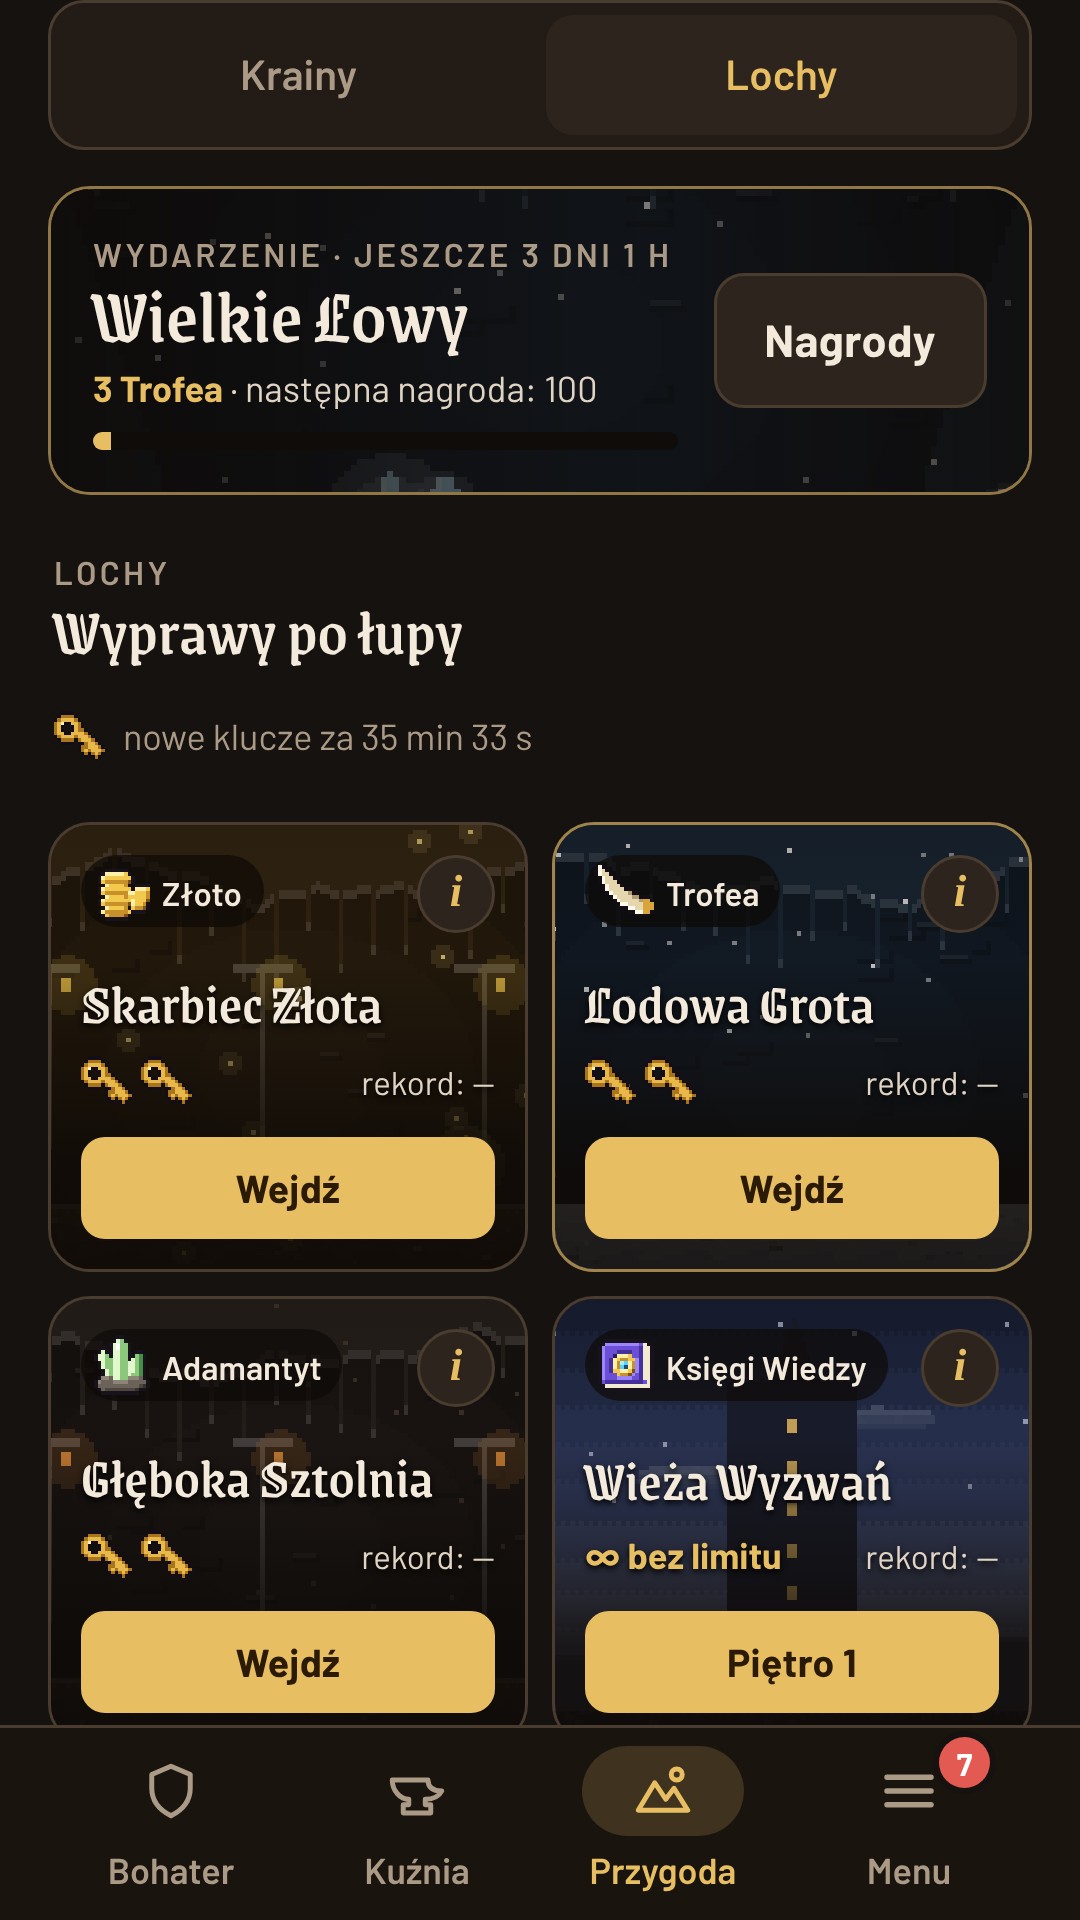 Krainy
Lochy
WYDARZENIE · JESZCZE 3 DNI 1 H
Wielkie Łowy
3 Trofea · następna nagroda: 100
Nagrody
LOCHY
Wyprawy po łupy
nowe klucze za 35 min 33 s
Złoto
i
Skarbiec Złota
rekord: —
Wejdź
Trofea
i
Lodowa Grota
rekord: —
Wejdź
Adamantyt
i
Głęboka Sztolnia
rekord: —
Wejdź
Księgi Wiedzy
i
Wieża Wyzwań
∞ bez limitu
rekord: —
Piętro 1
Bohater
Kuźnia
Przygoda
7
Menu